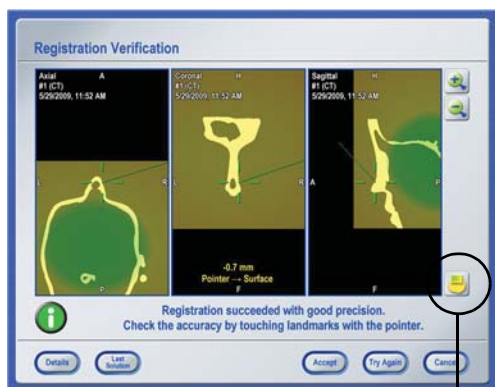 Registration Verification
Axial
A
#1 (CT)
5/29/2009, 11:52 AM
L
R
P
Coronal
H
#1 (CT)
5/29/2009, 11:52 AM
L
R
-0.7 mm
Pointer → Surface
F
Sagittal
H
#1 (CT)
5/29/2009, 11:52 AM
A
P
F
Registration succeeded with good precision.
Check the accuracy by touching landmarks with the pointer.
Details
Last
Solution
Accept
Try Again
Cancel